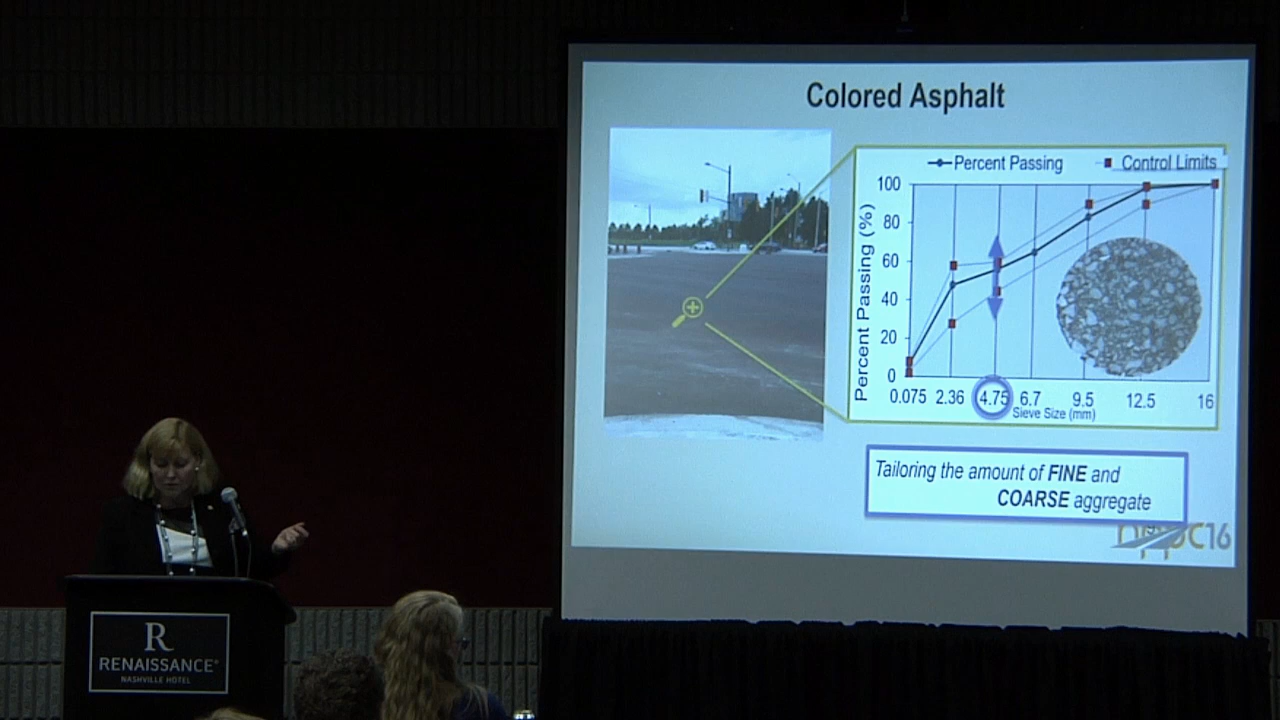 Colored Asphalt
Percent Passing
Control Limits
Percent Passing (%)
100
80
60
40
20
0
0.075 2.36 4.75 6.7 9.5 12.5 16
Sieve Size (mm)
Tailoring the amount of FINE and
COARSE aggregate
nppc16
R
RENAISSANCE®
NASHVILLE HOTEL